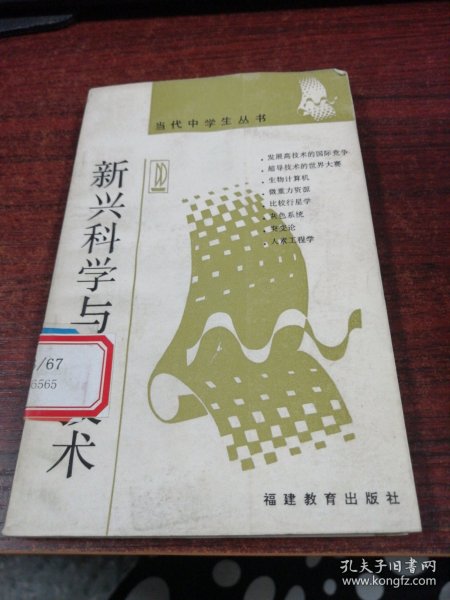 当代中学生丛书
新兴科学与技术
·发展高技术的国际竞争
·超导技术的世界大赛
·生物计算机
·微重力资源
·比较行星学
·灰色系统
·突变论
·人家工程学
/67
6565
福建教育出版社
孔夫子旧书网
www.kongfz.com